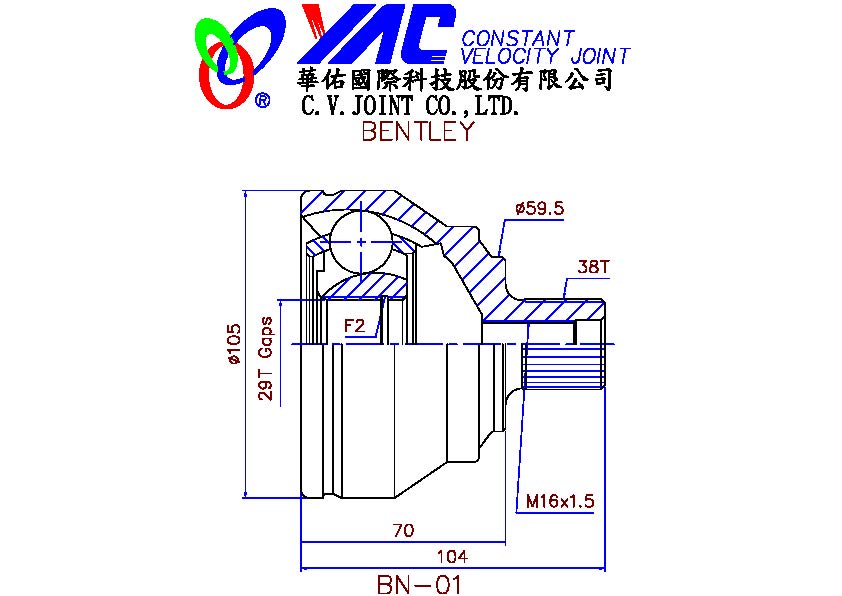 YAC CONSTANT
VELOCITY JOINT
®
華佑國際科技股份有限公司
C.V.JOINT CO.,LTD.
BENTLEY
ø59.5
38T
F2
ø105
29T Gaps
M16x1.5
70
104
BN-01